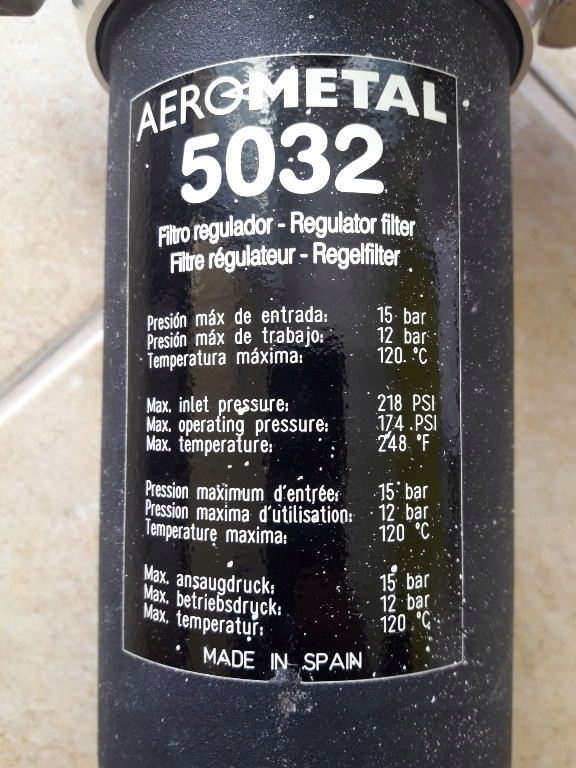 AEROMETAL
5032
Filtro regulador - Regulator filter
Filtre régulateur - Regelfilter
Presión máx de entrada: 15 bar
Presión máx de trabajo: 12 bar
Temperatura máxima: 120 °C
Max. inlet pressure: 218 PSI
Max. operating pressure: 174 PSI
Max. temperature: 248 °F
Pression maximum d'entrée: 15 bar
Pression maxima d'utilisation: 12 bar
Temperature maxima: 120 °C
Max. ansaugdruck: 15 bar
Max. betriebsdryck: 12 bar
Max. temperatur: 120 °C
MADE IN SPAIN